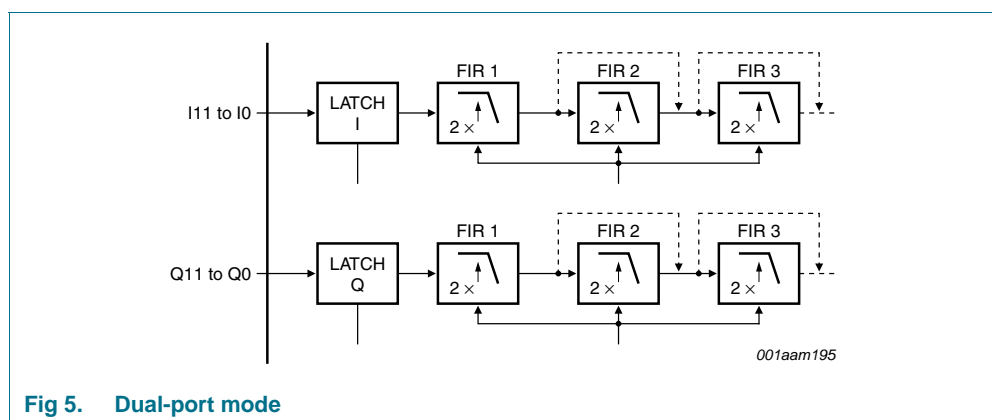 FIR 1 FIR 2 FIR 3
I11 to I0
LATCH
I
2 × 2 × 2 ×
FIR 1 FIR 2 FIR 3
Q11 to Q0
LATCH
Q
2 × 2 × 2 ×
001aam195
Fig 5. Dual-port mode